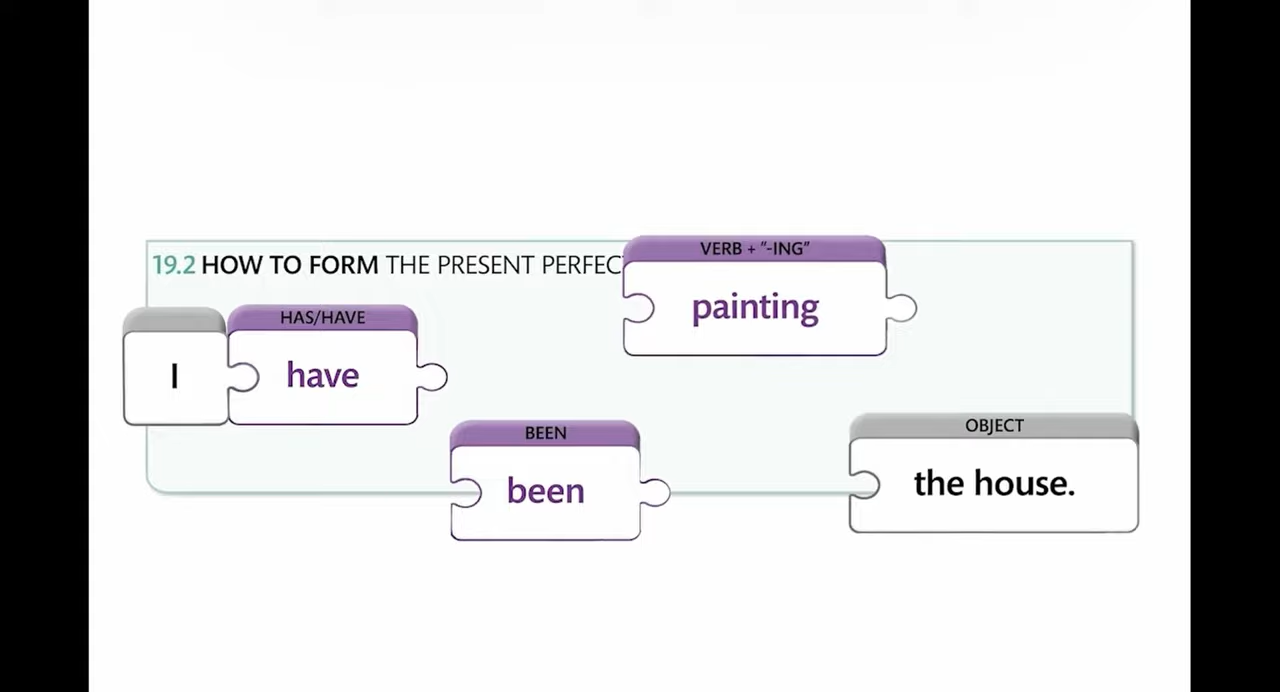 19.2 HOW TO FORM THE PRESENT PERFEC
HAS/HAVE
I have
BEEN
been
VERB + "-ING"
painting
OBJECT
the house.